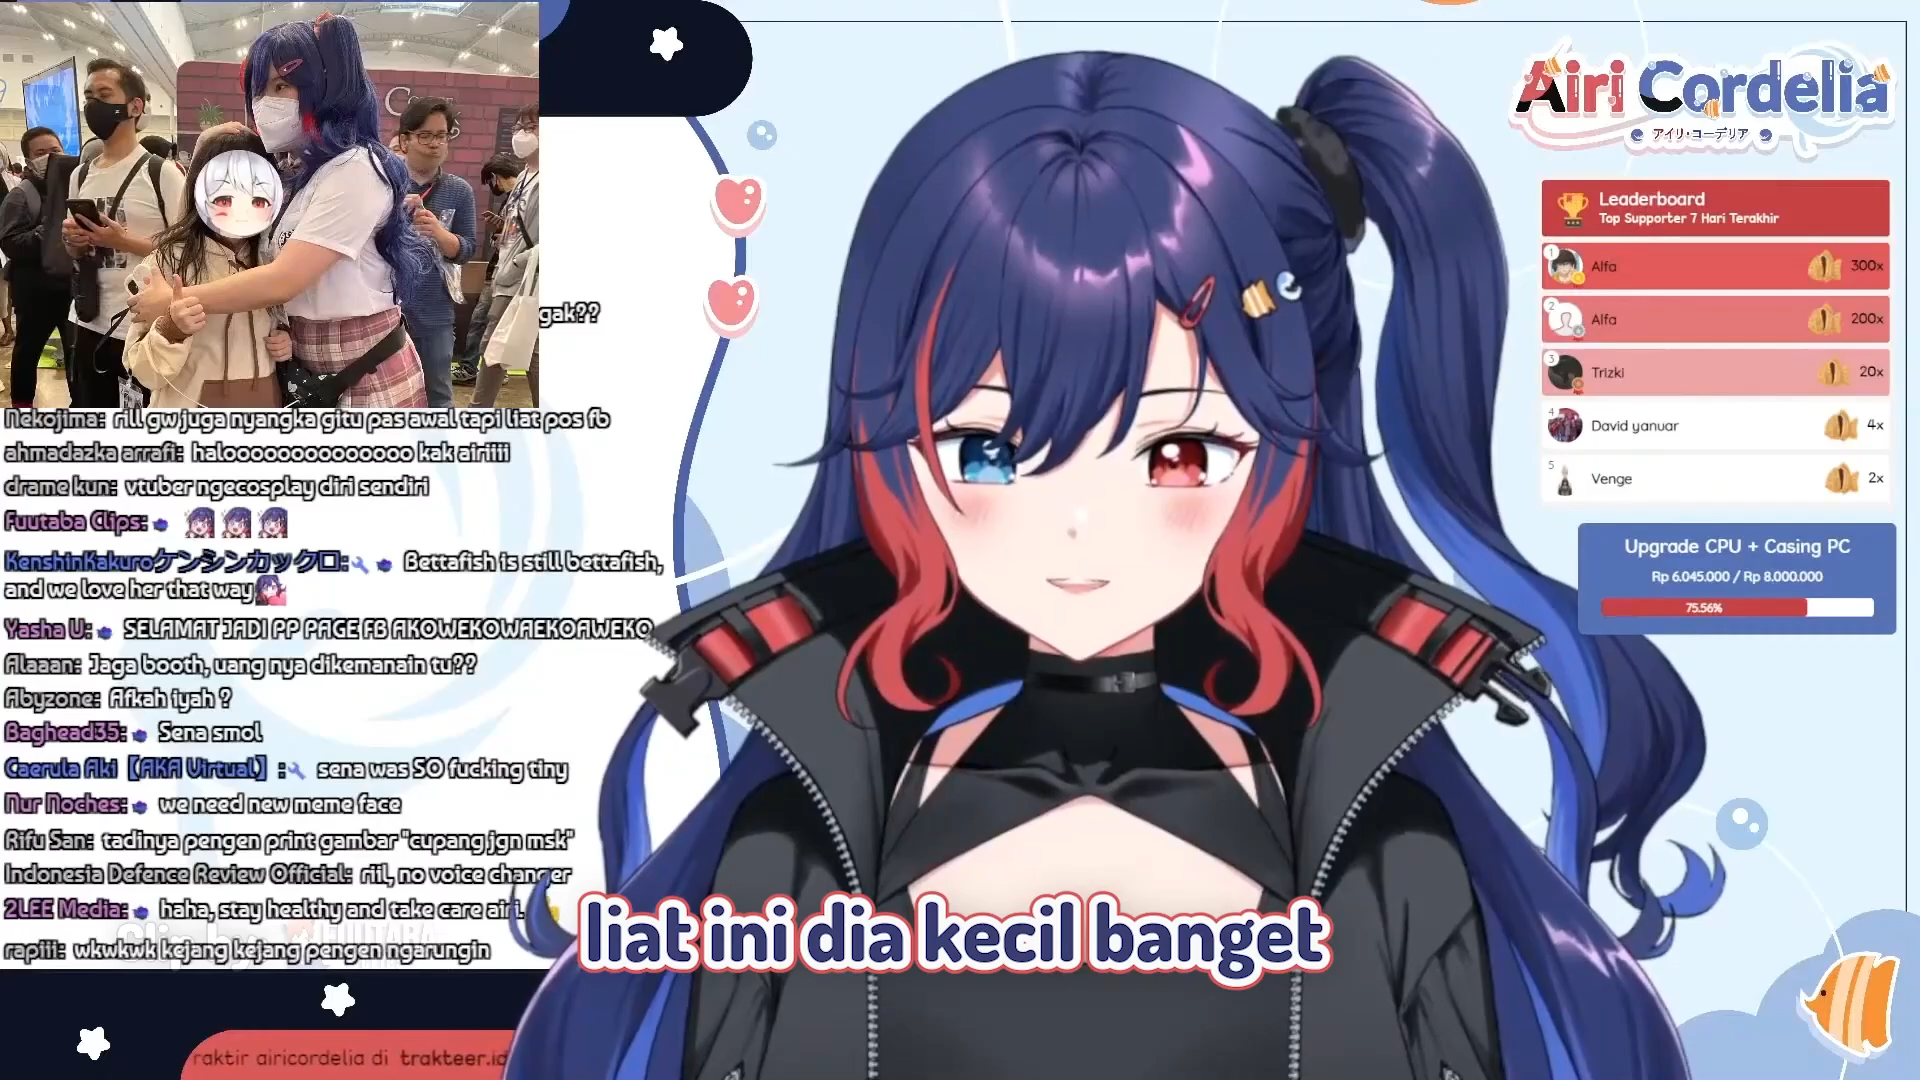 gak??
Nekojima: rill gw juga nyangka gitu pas awal tapi liat pos fb
ahmadazka arrafi: halooooooooooooooo kak airiiii
drame kun: vtuber ngecosplay diri sendiri
Fuutaba Clips:
KenshinKakuroケンシンカックロ: Bettafish is still bettafish,
and we love her that way
Yasha U: SELAMAT JADI PP PAGE FB AKOWEKOWAEKOAWEKO
Alaaan: Jaga booth, uang nya dikemanain tu??
Abyzone: Afkah iyah ?
Baghead35: Sena smol
Caerula Aki【AKA Virtual】: sena was SO fucking tiny
Nur Noches: we need new meme face
Rifu San: tadinya pengen print gambar "cupang jgn msk"
Indonesia Defence Review Official: riil, no voice changer
2LEE Media: haha, stay healthy and take care airi.
rapiii: wkwkwk kejang kejang pengen ngarungin
Clip by FUUTABA
raktir airicordelia di trakteer.id
liat ini dia kecil banget
Airi Cordelia
アイリ・コーデリア
Leaderboard
Top Supporter 7 Hari Terakhir
1 Alfa 300x
2 Alfa 200x
3 Trizki 20x
4 David yanuar 4x
5 Venge 2x
Upgrade CPU + Casing PC
Rp 6.045.000 / Rp 8.000.000
75.56%